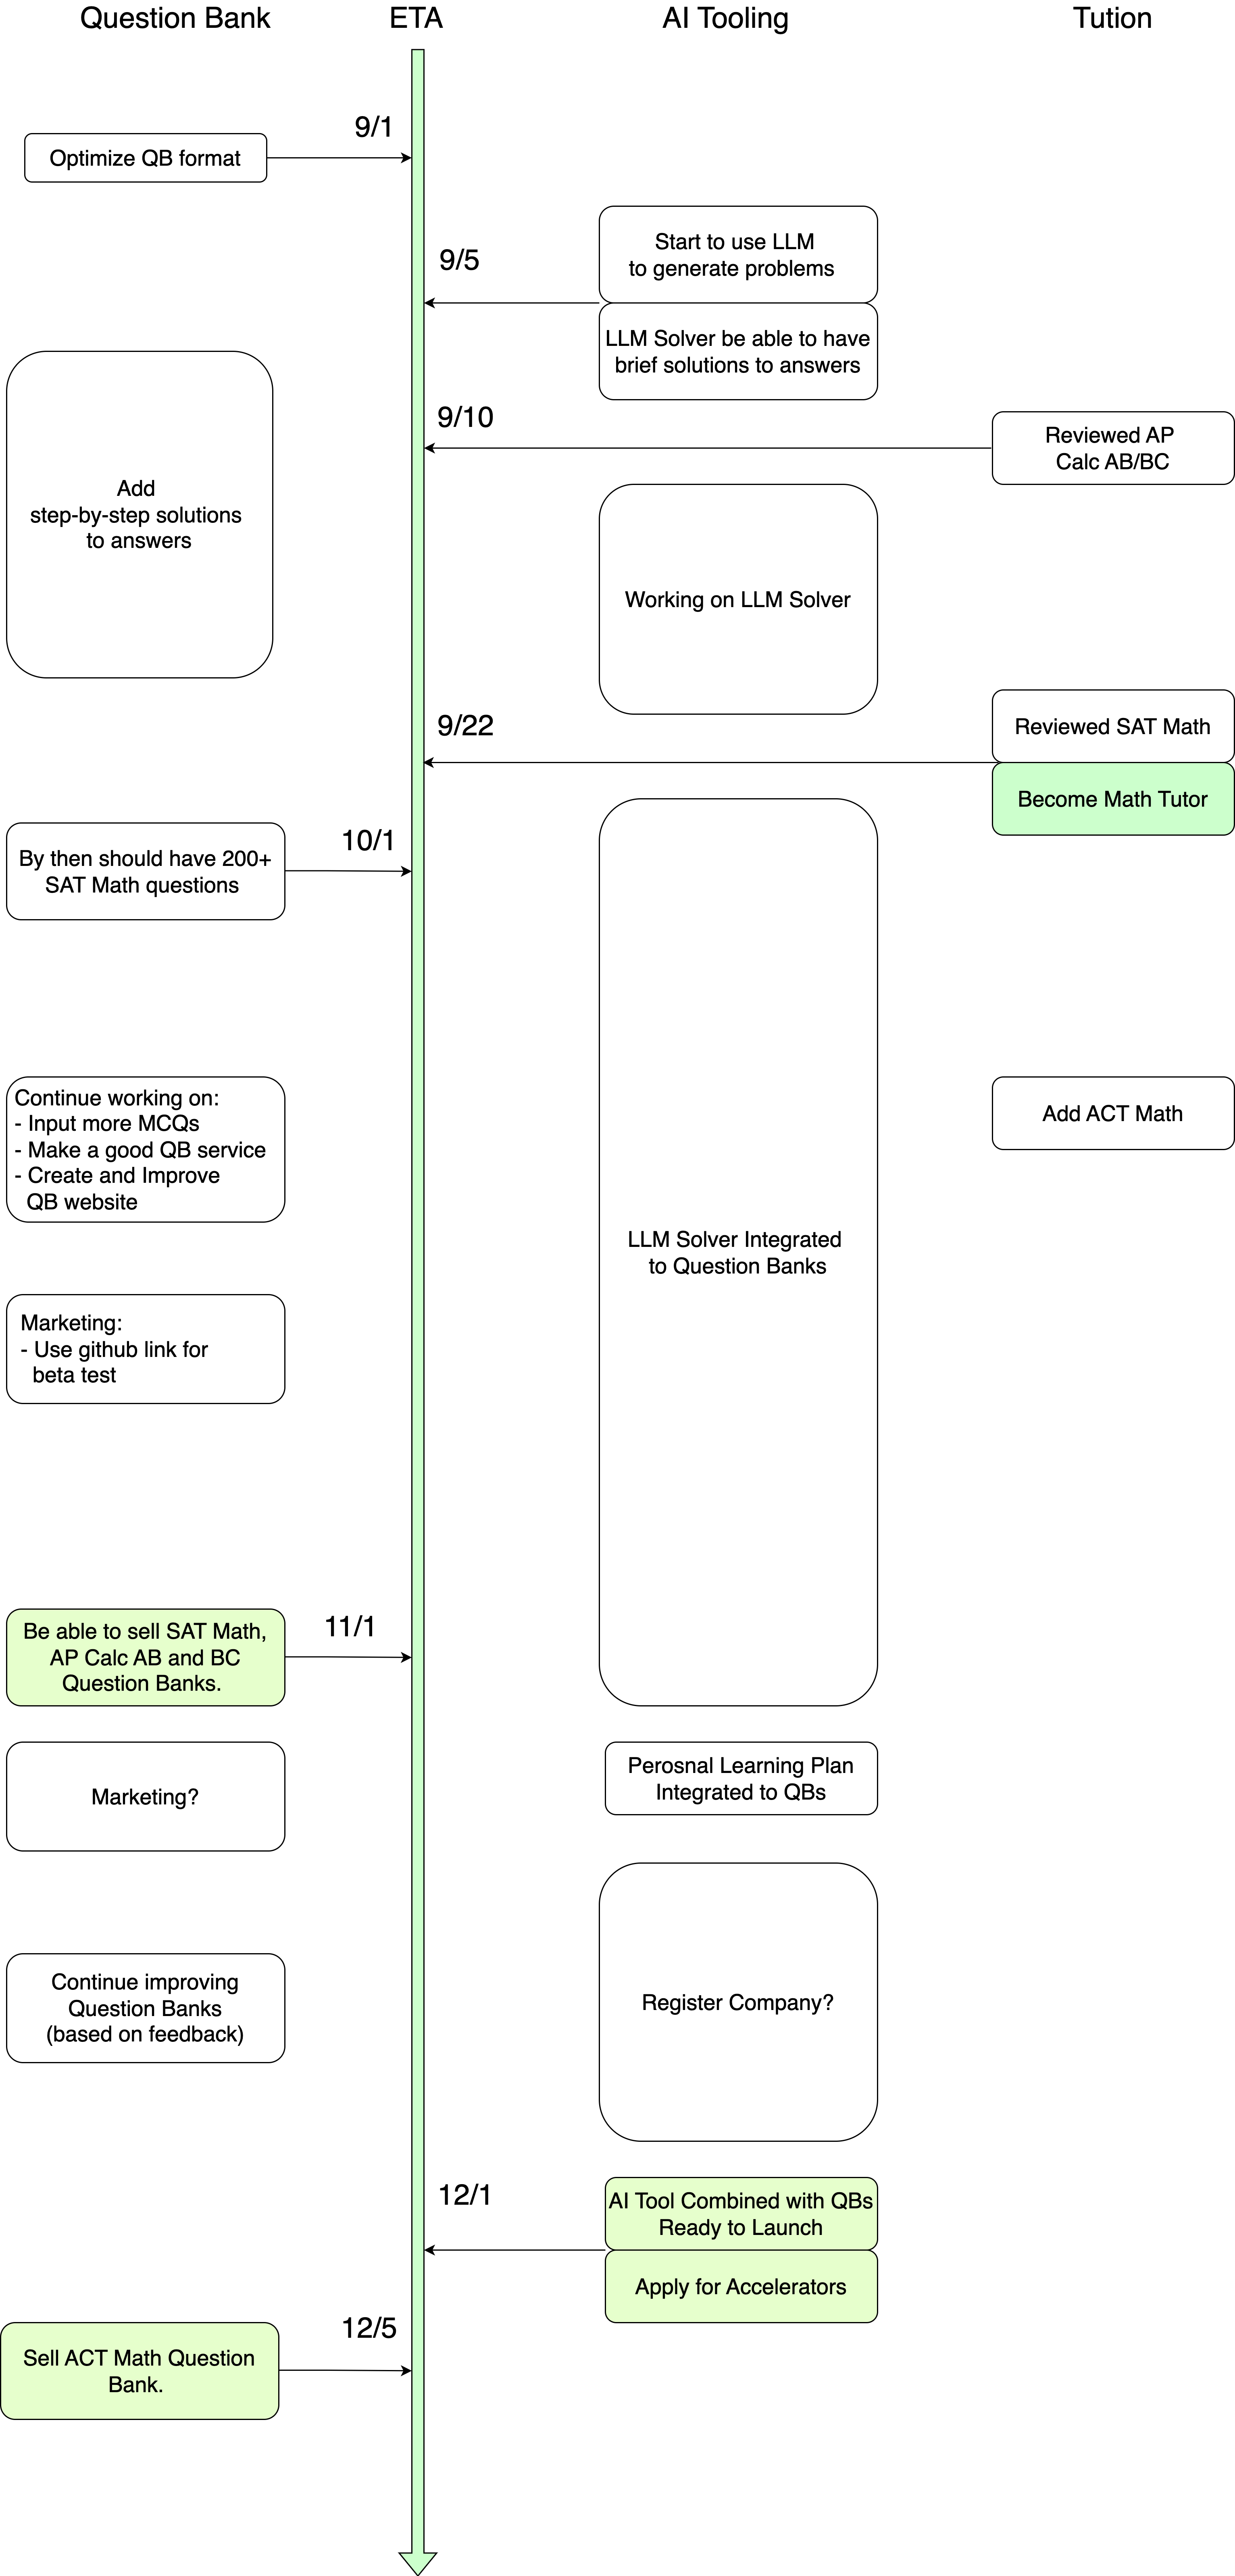 Question Bank
ETA
AI Tooling
Tution
9/1
Optimize QB format
Start to use LLM
to generate problems
9/5
LLM Solver be able to have
brief solutions to answers
9/10
Reviewed AP
Calc AB/BC
Add
step-by-step solutions
to answers
Working on LLM Solver
9/22
Reviewed SAT Math
Become Math Tutor
10/1
By then should have 200+
SAT Math questions
Continue working on:
- Input more MCQs
- Make a good QB service
- Create and Improve
QB website
Add ACT Math
LLM Solver Integrated
to Question Banks
Marketing:
- Use github link for
beta test
11/1
Be able to sell SAT Math,
AP Calc AB and BC
Question Banks.
Marketing?
Perosnal Learning Plan
Integrated to QBs
Continue improving
Question Banks
(based on feedback)
Register Company?
12/1
AI Tool Combined with QBs
Ready to Launch
Apply for Accelerators
12/5
Sell ACT Math Question
Bank.